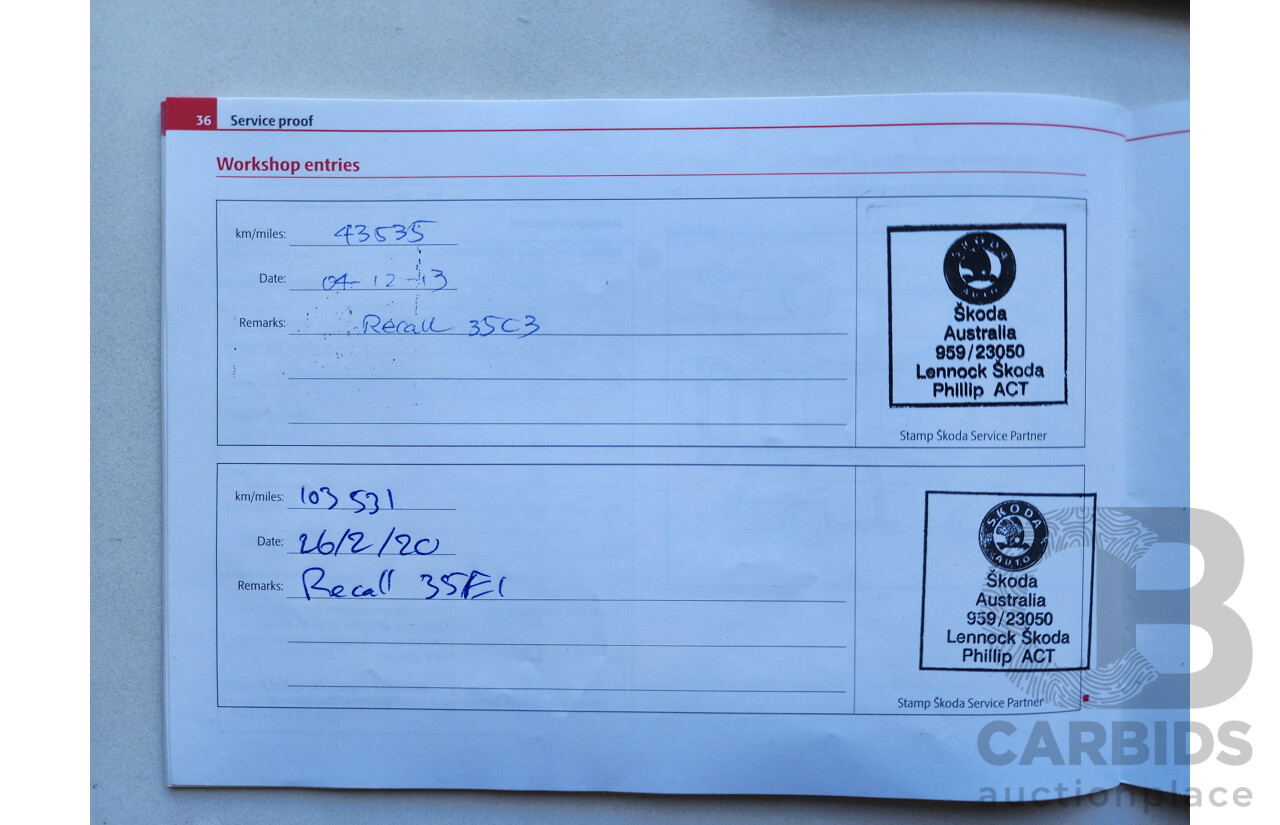 36 Service proof
Workshop entries
km/miles: 43535
Date: 04-12-13
Remarks: Recall 35C3
SKODA
AUTO
Škoda
Australia
959/23050
Lennock Škoda
Phillip ACT
Stamp Škoda Service Partner
km/miles: 103 531
Date: 26/2/20
Remarks: Recall 35E1
SKODA
AUTO
Škoda
Australia
959/23050
Lennock Škoda
Phillip ACT
Stamp Škoda Service Partner
B
CARBIDS
auctionplace